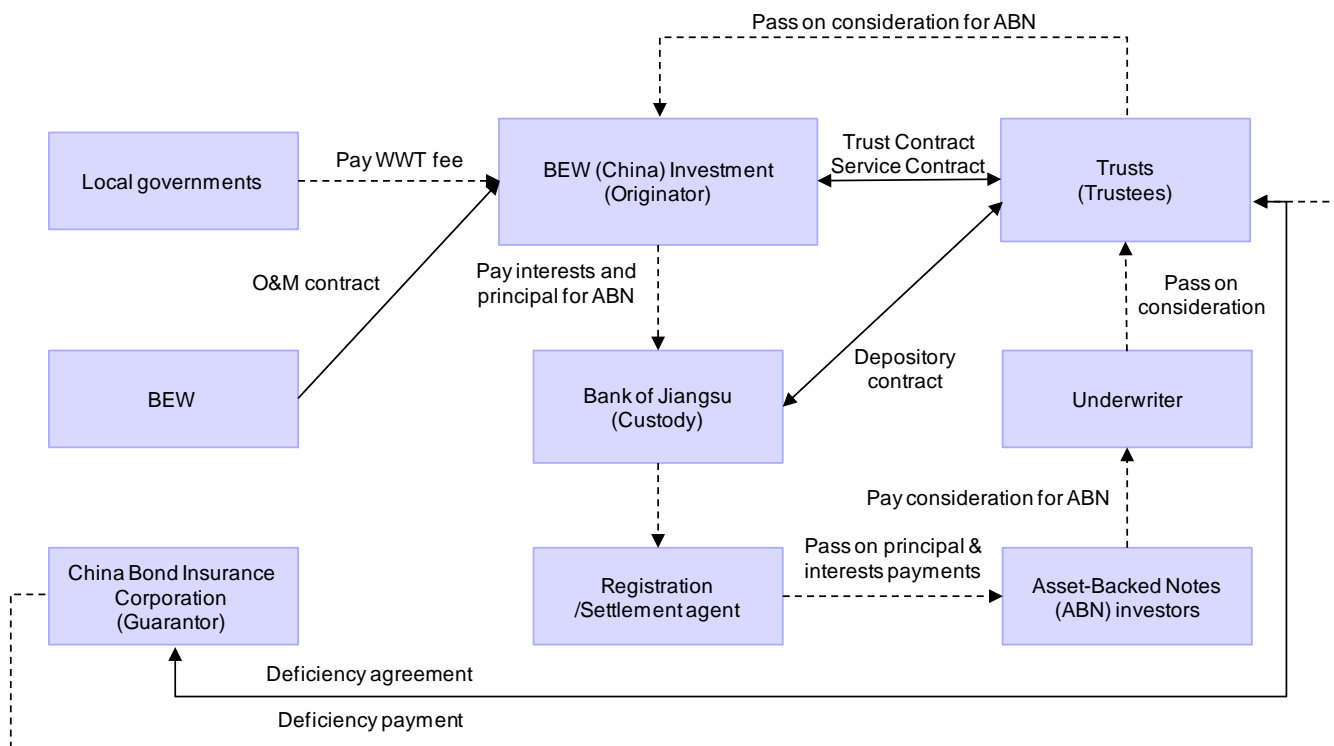 Pass on consideration for ABN
Local governments
Pay WWT fee
BEW (China) Investment
(Originator)
Trust Contract
Service Contract
Trusts
(Trustees)
O&M contract
Pay interests and
principal for ABN
Pass on
consideration
BEW
Bank of Jiangsu
(Custody)
Depository
contract
Underwriter
Pay consideration for ABN
China Bond Insurance
Corporation
(Guarantor)
Registration
/Settlement agent
Pass on principal &
interests payments
Asset-Backed Notes
(ABN) investors
Deficiency agreement
Deficiency payment